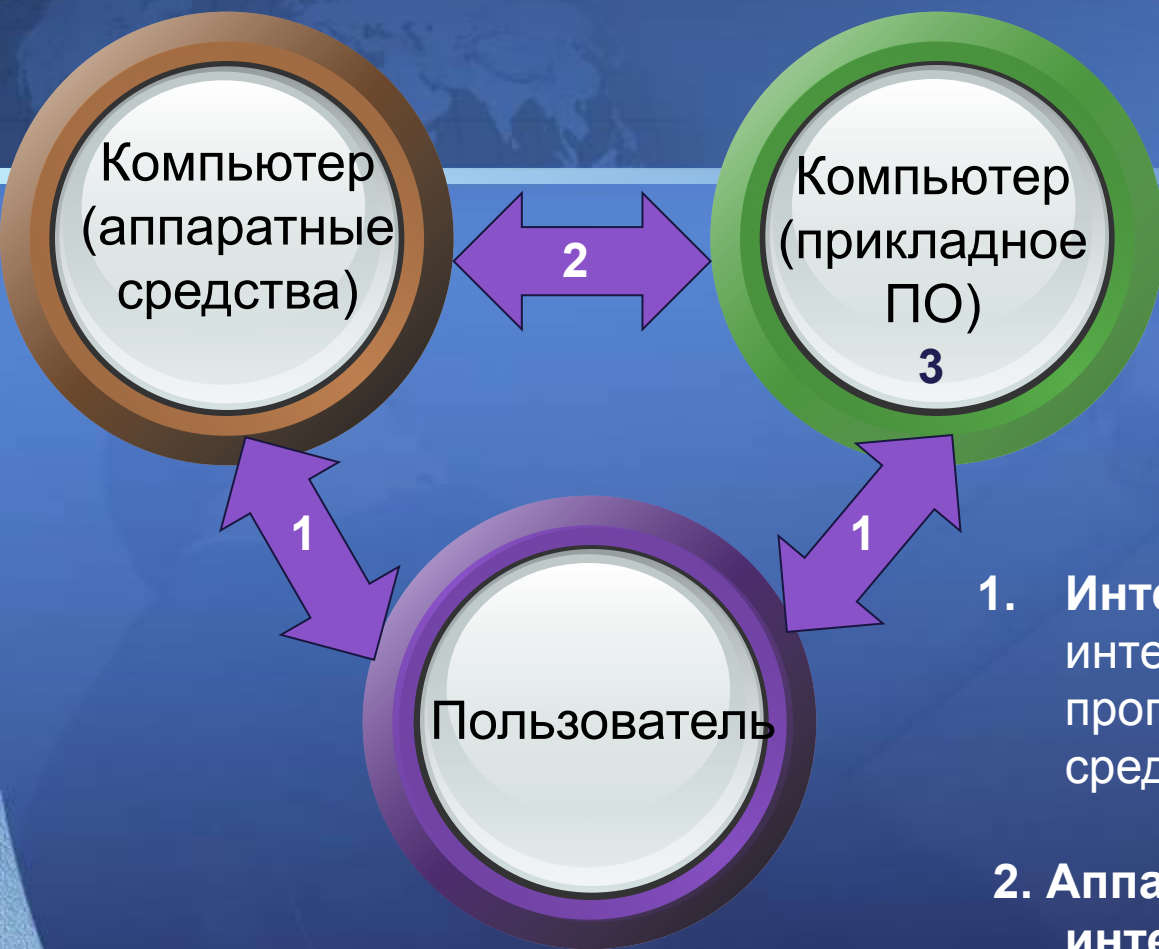 Компьютер
(аппаратные
средства)
2
Компьютер
(прикладное
ПО)
3
1
1
Пользователь
1.
2.